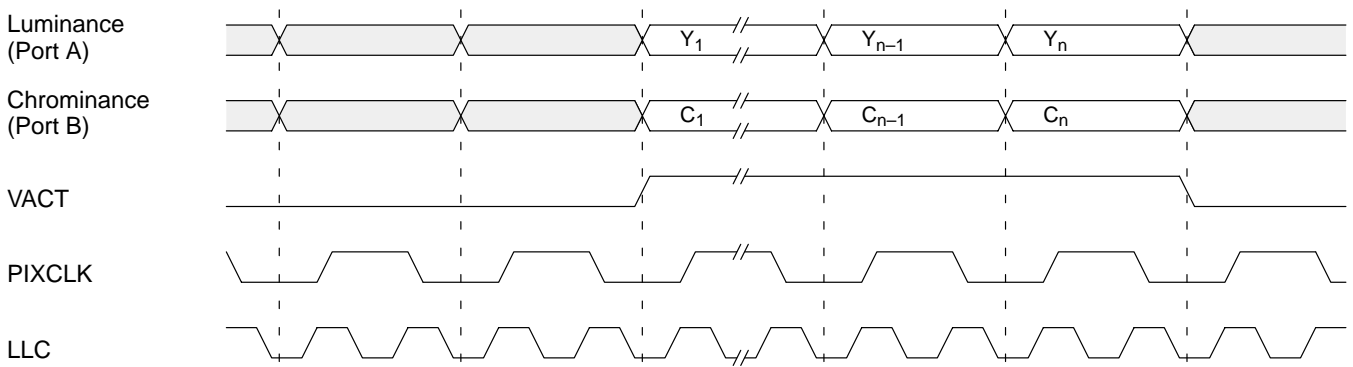 Luminance
(Port A)
Y1
Yn–1
Yn
Chrominance
(Port B)
C1
Cn–1
Cn
VACT
PIXCLK
LLC